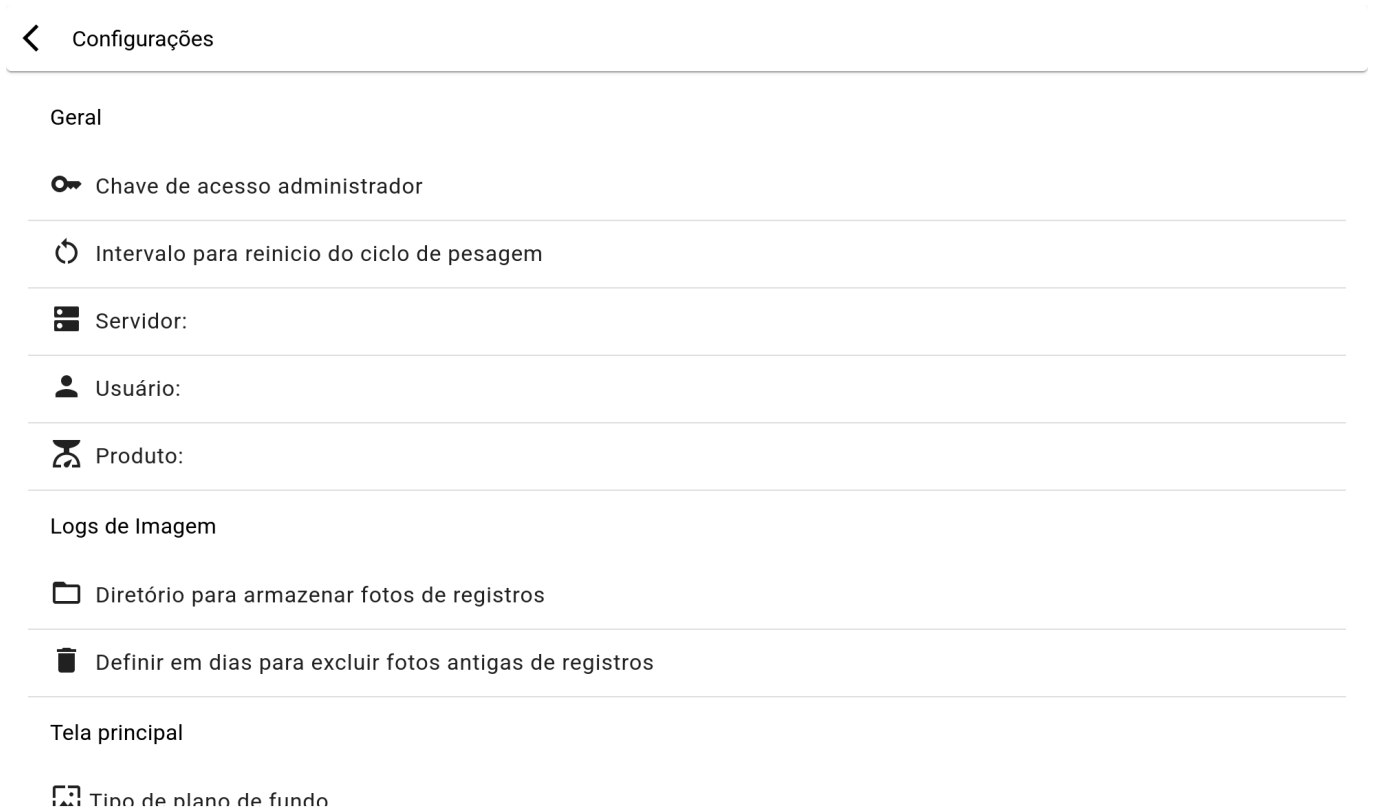 Configurações
Geral
Chave de acesso administrador
Intervalo para reinicio do ciclo de pesagem
Servidor:
Usuário:
Produto:
Logs de Imagem
Diretório para armazenar fotos de registros
Definir em dias para excluir fotos antigas de registros
Tela principal
Tipo de plano de fundo